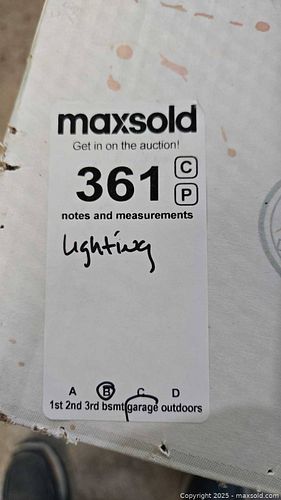 maxsold
Get in on the auction!
361 C
P
notes and measurements
Lighting
A B C D
1st 2nd 3rd bsmt garage outdoors
Copyright 2025 - maxsold.com